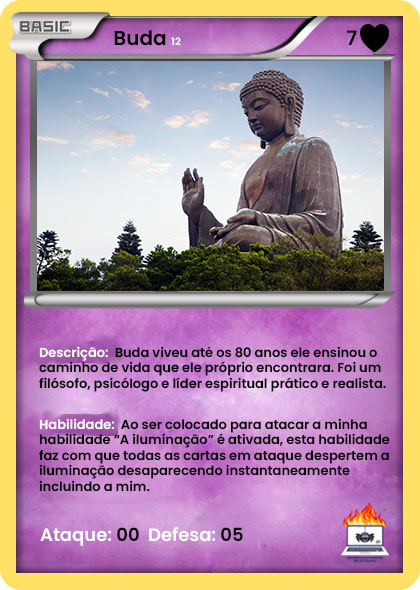 BASIC
Buda 12
7
Descrição: Buda viveu até os 80 anos ele ensinou o
caminho de vida que ele próprio encontrara. Foi um
filósofo, psicólogo e líder espiritual prático e realista.
Habilidade: Ao ser colocado para atacar a minha
habilidade "A iluminação" é ativada, esta habilidade
faz com que todas as cartas em ataque despertem a
iluminação desaparecendo instantaneamente
incluindo a mim.
Ataque: 00 Defesa: 05